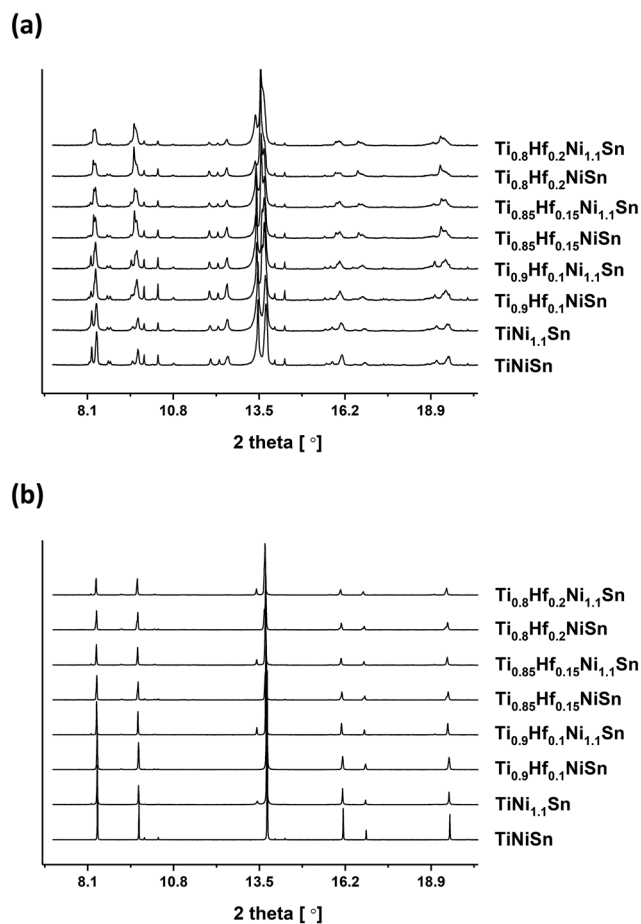 (a)
Ti0.8Hf0.2Ni1.1Sn
Ti0.8Hf0.2NiSn
Ti0.85Hf0.15Ni1.1Sn
Ti0.85Hf0.15NiSn
Ti0.9Hf0.1Ni1.1Sn
Ti0.9Hf0.1NiSn
TiNi1.1Sn
TiNiSn
8.1 10.8 13.5 16.2 18.9
2 theta [ °]
(b)
Ti0.8Hf0.2Ni1.1Sn
Ti0.8Hf0.2NiSn
Ti0.85Hf0.15Ni1.1Sn
Ti0.85Hf0.15NiSn
Ti0.9Hf0.1Ni1.1Sn
Ti0.9Hf0.1NiSn
TiNi1.1Sn
TiNiSn
8.1 10.8 13.5 16.2 18.9
2 theta [ °]